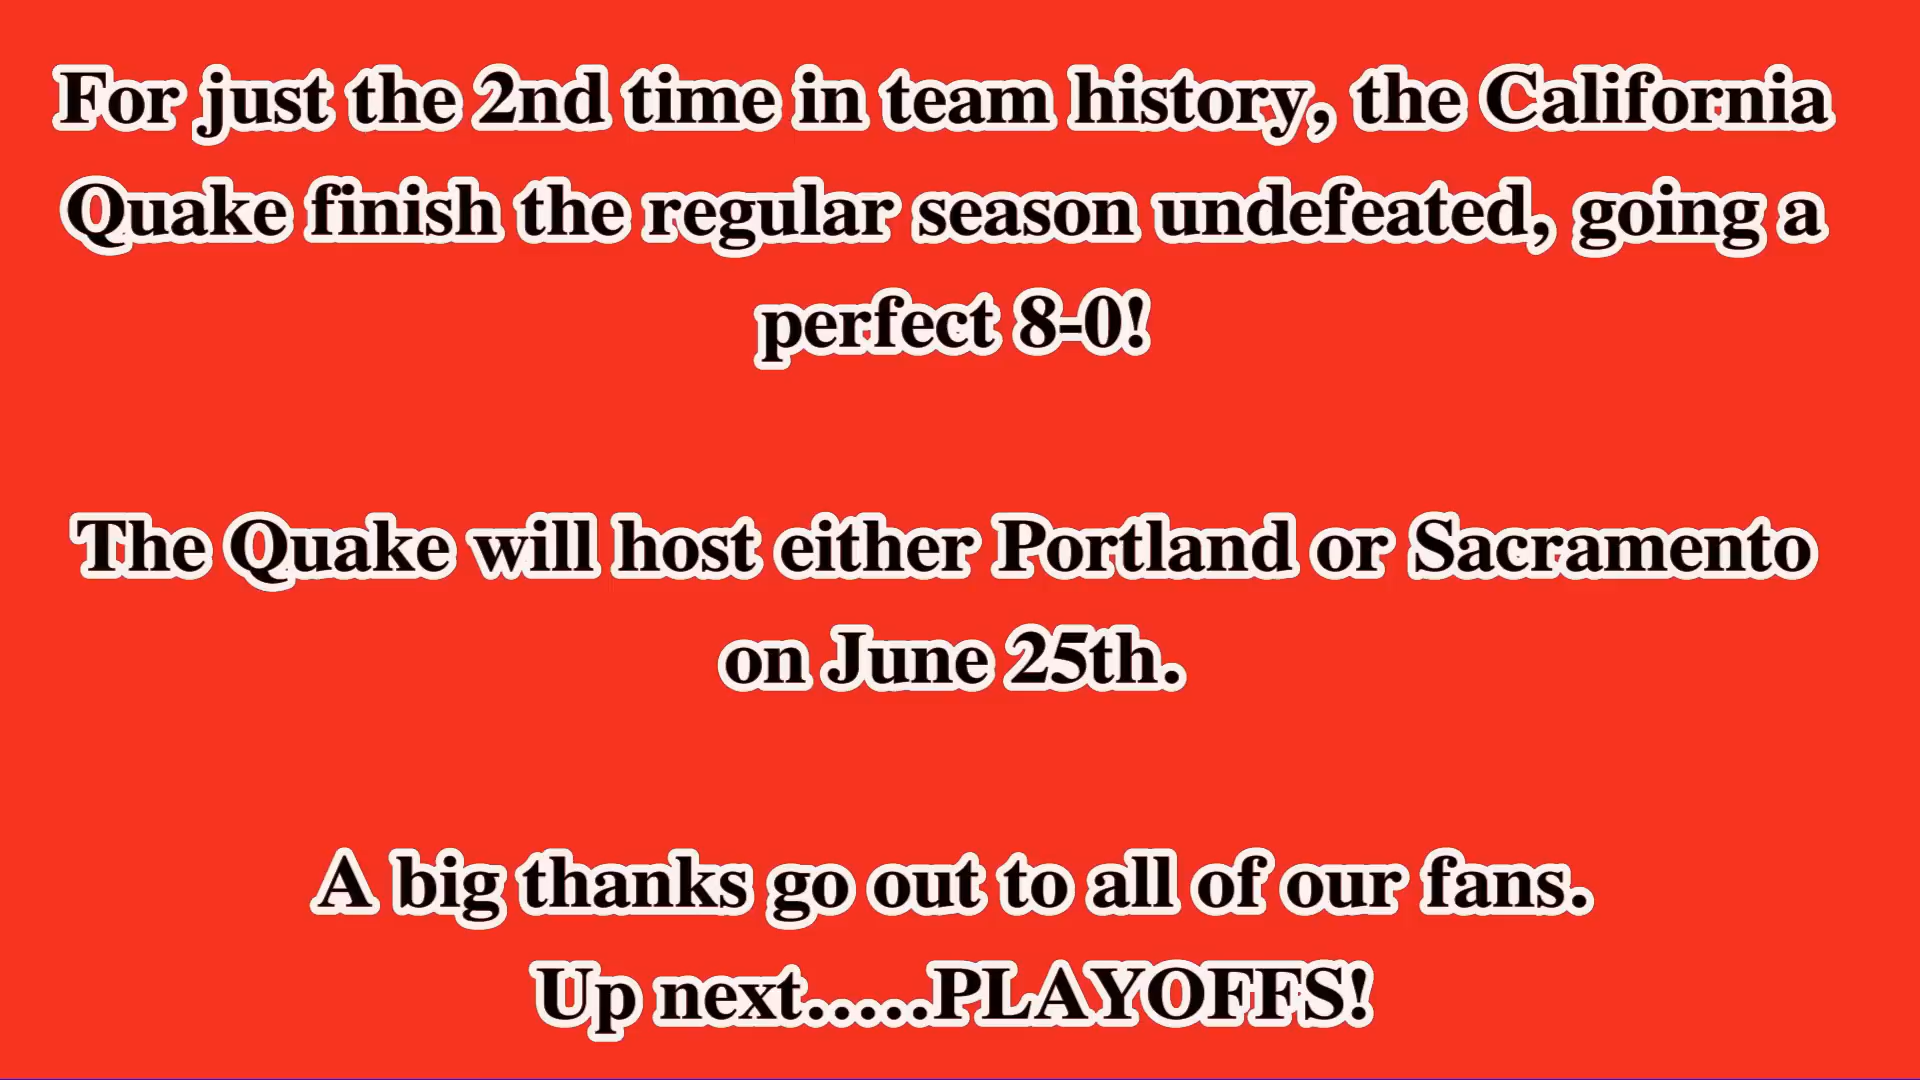 For just the 2nd time in team history, the California
Quake finish the regular season undefeated, going a
perfect 8-0!
The Quake will host either Portland or Sacramento
on June 25th.
A big thanks go out to all of our fans.
Up next.....PLAYOFFS!